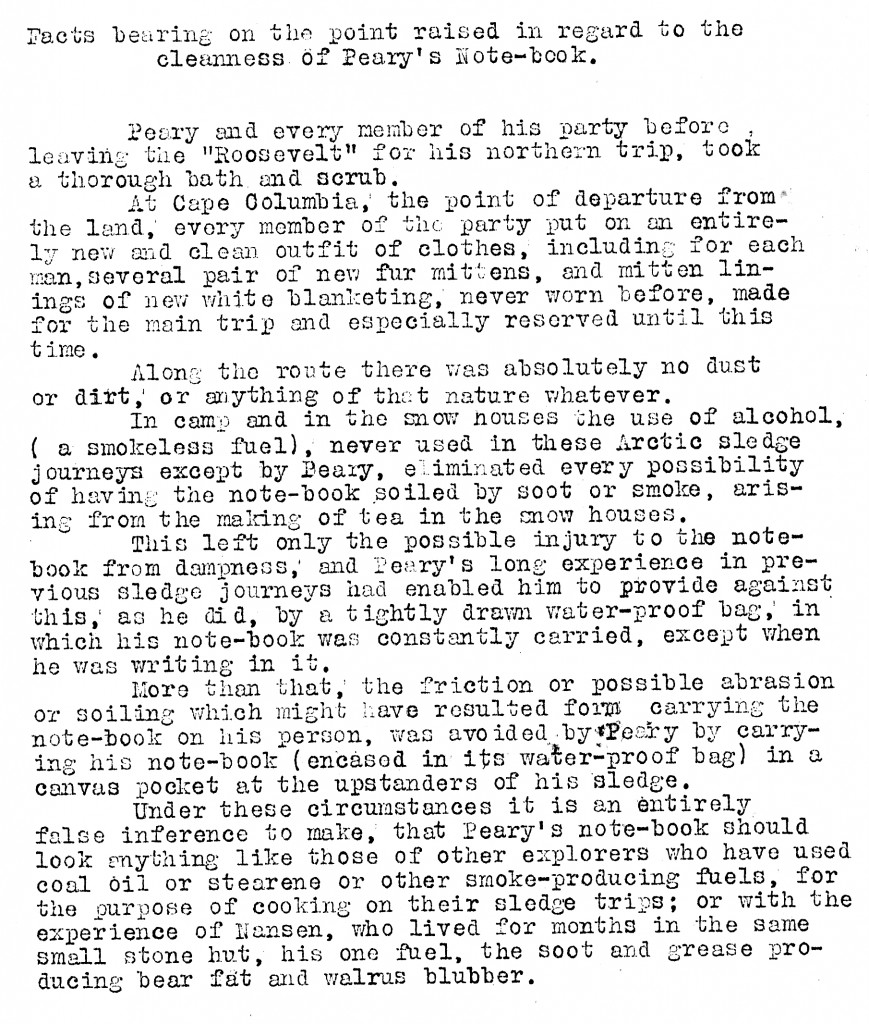 Facts bearing on the point raised in regard to the
cleanness of Peary's Note-book.
Peary and every member of his party before ,
leaving the "Roosevelt" for his northern trip, took
a thorough bath and scrub.
At Cape Columbia, the point of departure from
the land, every member of the party put on an entire-
ly new and clean outfit of clothes, including for each
man, several pair of new fur mittens, and mitten lin-
ings of new white blanketing, never worn before, made
for the main trip and especially reserved until this
time.
Along the route there was absolutely no dust
or dirt, or anything of that nature whatever.
In camp and in the snow houses the use of alcohol,
( a smokeless fuel), never used in these Arctic sledge
journeys except by Peary, eliminated every possibility
of having the note-book soiled by soot or smoke, aris-
ing from the making of tea in the snow houses.
This left only the possible injury to the note-
book from dampness, and Peary's long experience in pre-
vious sledge journeys had enabled him to provide against
this, as he did, by a tightly drawn water-proof bag, in
which his note-book was constantly carried, except when
he was writing in it.
More than that, the friction or possible abrasion
or soiling which might have resulted form carrying the
note-book on his person, was avoided by Peary by carry-
ing his note-book (encased in its water-proof bag) in a
canvas pocket at the upstanders of his sledge.
Under these circumstances it is an entirely
false inference to make, that Peary's note-book should
look anything like those of other explorers who have used
coal oil or stearene or other smoke-producing fuels, for
the purpose of cooking on their sledge trips; or with the
experience of Nansen, who lived for months in the same
small stone hut, his one fuel, the soot and grease pro-
ducing bear fat and walrus blubber.